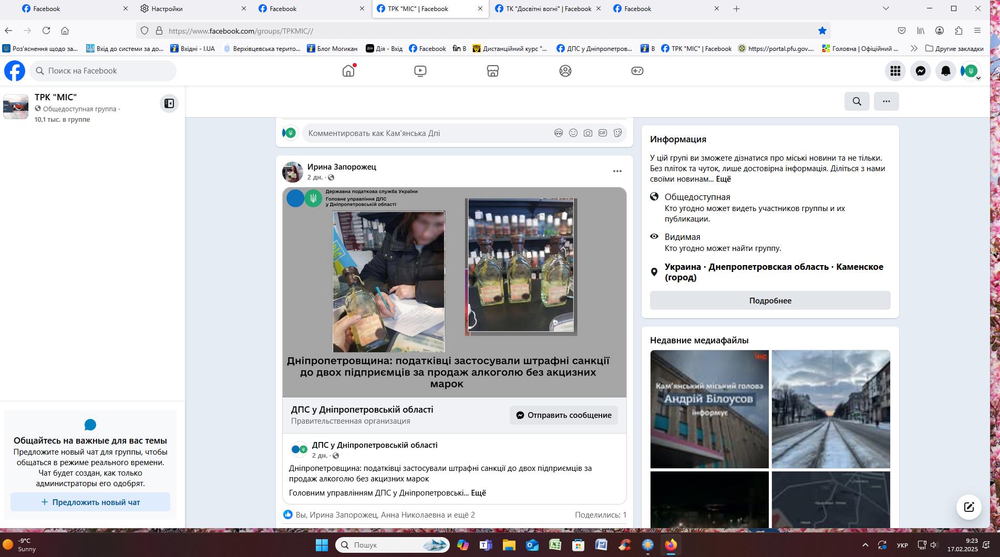 Facebook
Настройки
Facebook
ТРК "МІС" | Facebook
ТК "Досвітні вогні" | Facebook
Facebook
https://www.facebook.com/groups/TPKMIC//
Роз'яснення щодо за...
Вхід до системи за до...
Вхідні - I.UA
Верхівцевська терито...
Блог Могикан
Дія - Вхід
Facebook
fin В
Дистанційний курс "...
ДПС у Дніпропетров...
В
ТРК "МІС" | Facebook
https://portal.pfu.gov....
Головна | Офіційний ...
Другие закладки
Поиск на Facebook
ТРК "МІС"
Общедоступная группа ·
10,1 тыс. в группе
Комментировать как Кам'янська Дпі
GIF
Ирина Запорожец
2 дн. ·
Державна податкова служба України
Головне управління ДПС
у Дніпропетровській області
Дніпропетровщина: податківці застосували штрафні санкції
до двох підприємців за продаж алкоголю без акцизних
марок
ДПС у Дніпропетровській області
Правительственная организация
Отправить сообщение
ДПС у Дніпропетровській області
2 дн. ·
Дніпропетровщина: податківці застосували штрафні санкції до двох підприємців за
продаж алкоголю без акцизних марок
Головним управлінням ДПС у Дніпропетровські... Ещё
Вы, Ирина Запорожец, Анна Николаевна и ещё 2
Поделились: 1
Информация
У цій групі ви зможете дізнатися про міські новини та не тільки.
Без пліток та чуток, лише достовірна інформація. Діліться з нами
своїми новинам... Ещё
Общедоступная
Кто угодно может видеть участников группы и их
публикации.
Видимая
Кто угодно может найти группу.
Украина · Днепропетровская область · Каменское
(город)
Подробнее
Недавние медиафайлы
МІС
Кам'янський міський голова
Андрій Білоусов
інформує
Общайтесь на важные для вас темы
Предложите новый чат для группы, чтобы
общаться в режиме реального времени.
Чат будет создан, как только
администраторы его одобрят.
+ Предложить новый чат
-9°C
Sunny
Пошук
УКР
9:23
17.02.2025